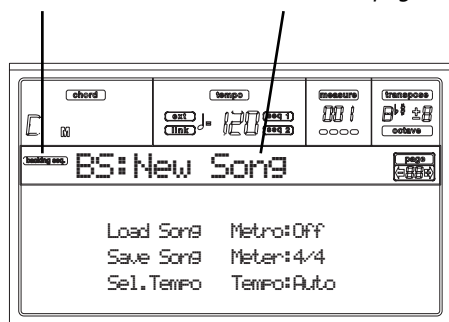 chord tempo measure transpose
ext seq 1
link ♩= 120 seq 2
001
octave
backing seq. BS:New Song page
Load Song Metro:Off
Save Song Meter:4/4
Sel.Tempo Tempo:Auto